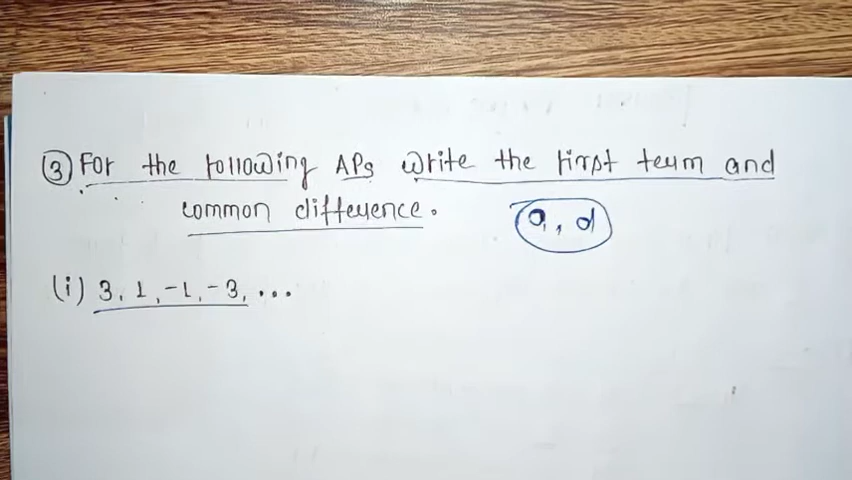 ③ For the following APs write the first term and
common difference.
a, d
(i) 3, 1, -1, -3, ...